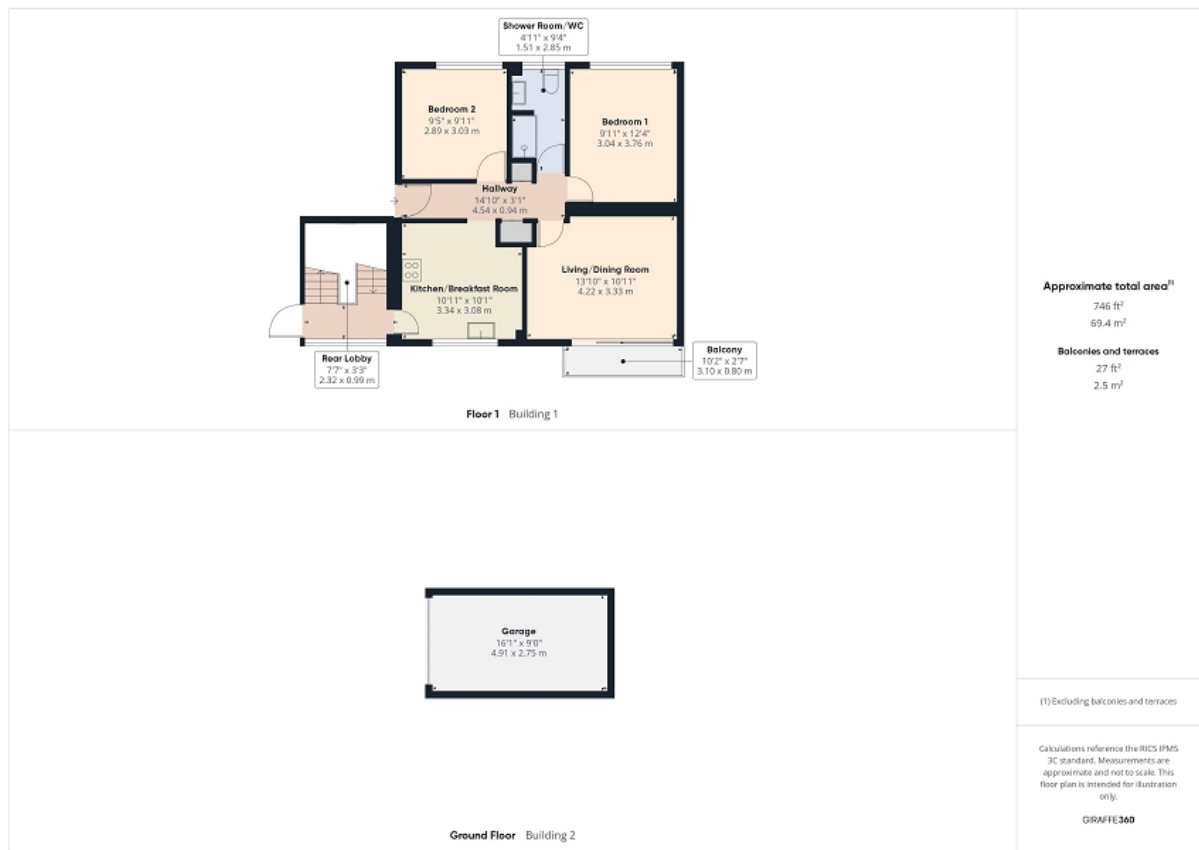 Shower Room/WC
4'11" x 9'4"
1.51 x 2.85 m
Bedroom 2
9'5" x 9'11"
2.89 x 3.03 m
Bedroom 1
9'11" x 12'4"
3.04 x 3.76 m
Hallway
14'10" x 3'1"
4.54 x 0.94 m
Living/Dining Room
13'10" x 10'11"
4.22 x 3.33 m
Kitchen/Breakfast Room
10'11" x 10'1"
3.34 x 3.08 m
Rear Lobby
7'7" x 3'3"
2.32 x 0.99 m
Balcony
10'2" x 2'7"
3.10 x 0.80 m
Floor 1 Building 1
Garage
16'1" x 9'0"
4.91 x 2.75 m
Ground Floor Building 2
Approximate total area(1)
746 ft²
69.4 m²
Balconies and terraces
27 ft²
2.5 m²
(1) Excluding balconies and terraces
Calculations reference the RICS IPMS
3C standard. Measurements are
approximate and not to scale. This
floor plan is intended for illustration
only.
GIRAFFE360